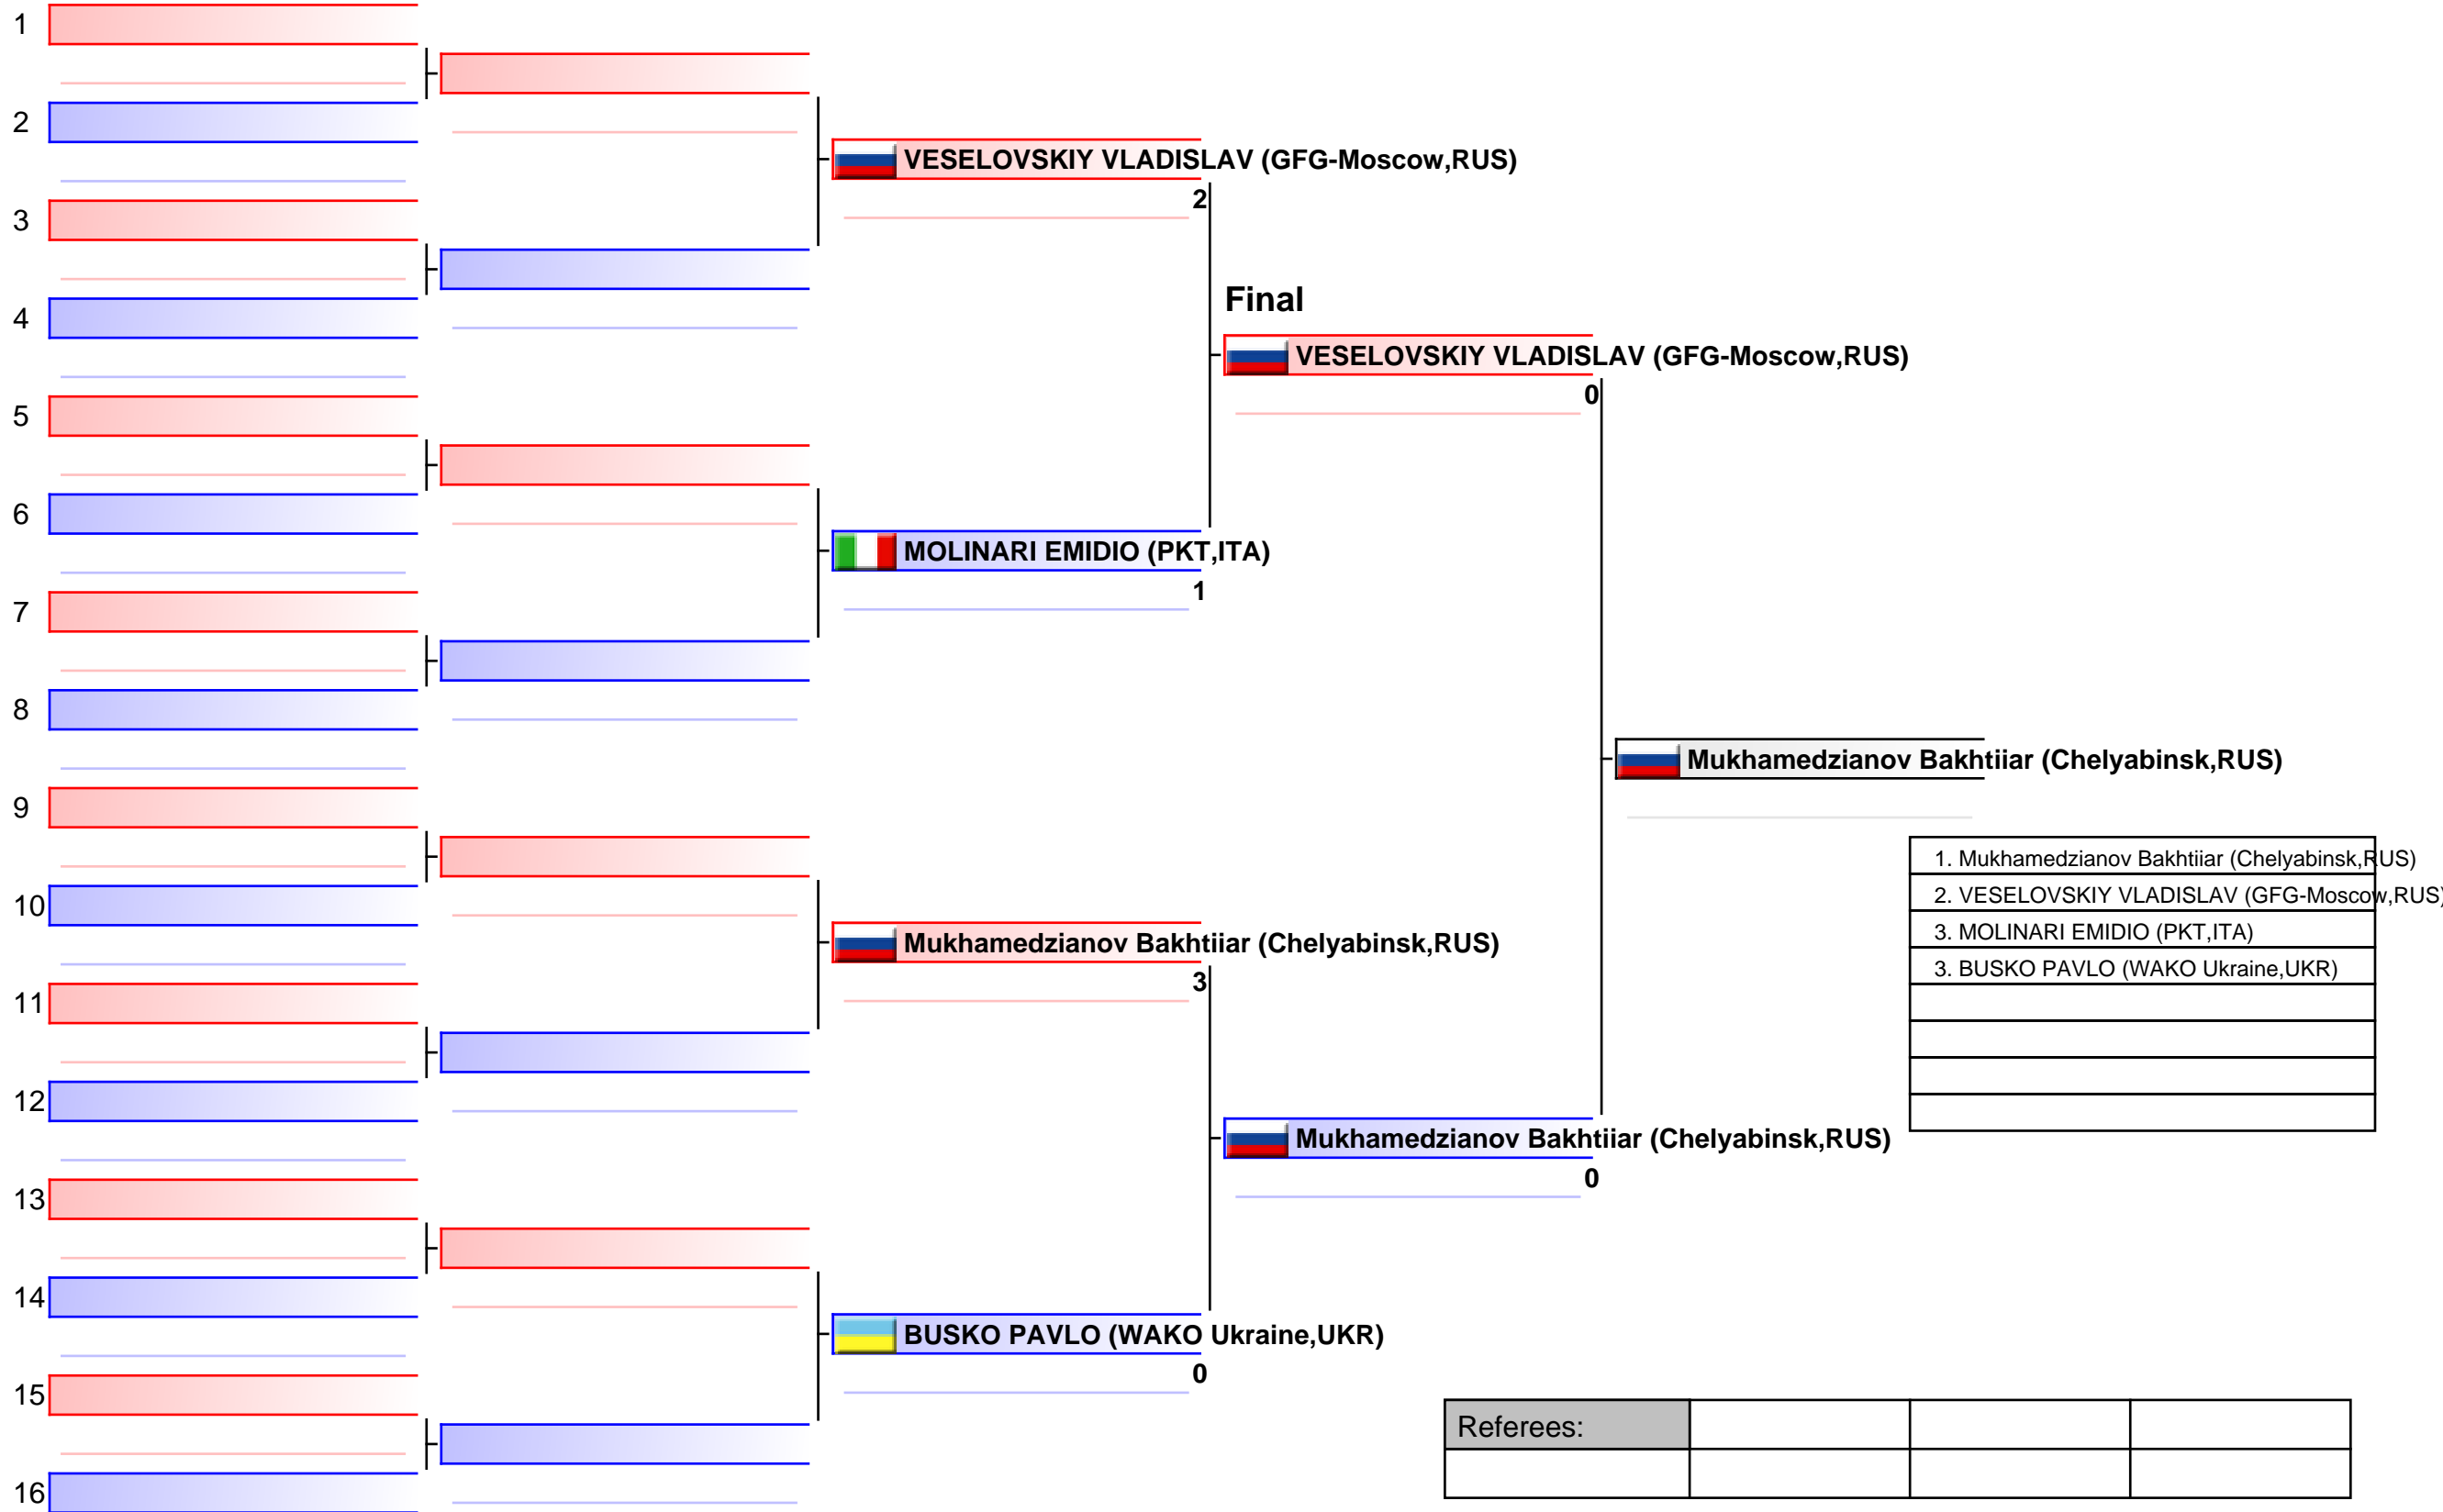 1
2
VESELOVSKIY VLADISLAV (GFG-Moscow,RUS)
2
3
4
Final
VESELOVSKIY VLADISLAV (GFG-Moscow,RUS)
0
5
6
MOLINARI EMIDIO (PKT,ITA)
1
7
8
Mukhamedzianov Bakhtiiar (Chelyabinsk,RUS)
9
1. Mukhamedzianov Bakhtiiar (Chelyabinsk,RUS)
2. VESELOVSKIY VLADISLAV (GFG-Moscow,RUS)
3. MOLINARI EMIDIO (PKT,ITA)
3. BUSKO PAVLO (WAKO Ukraine,UKR)
10
Mukhamedzianov Bakhtiiar (Chelyabinsk,RUS)
3
11
12
Mukhamedzianov Bakhtiiar (Chelyabinsk,RUS)
0
13
14
BUSKO PAVLO (WAKO Ukraine,UKR)
0
15
Referees:
16